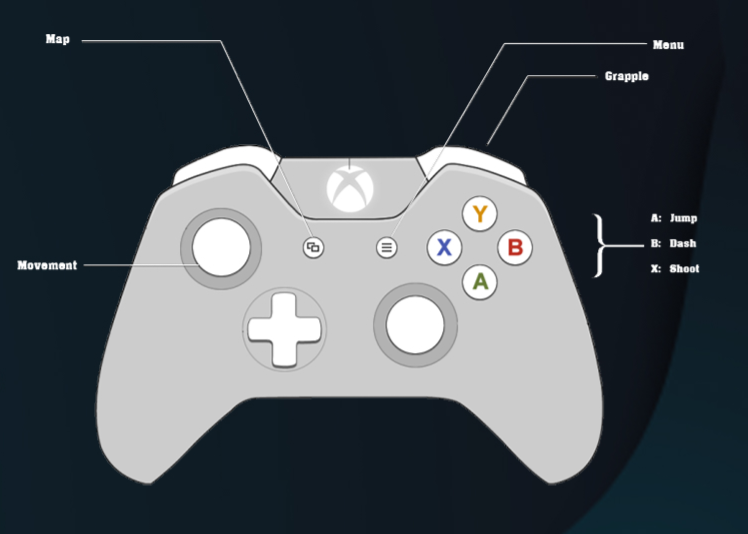 Map
Menu
Grapple
Y
A: Jump
X
B
B: Dash
Movement
X: Shoot
A